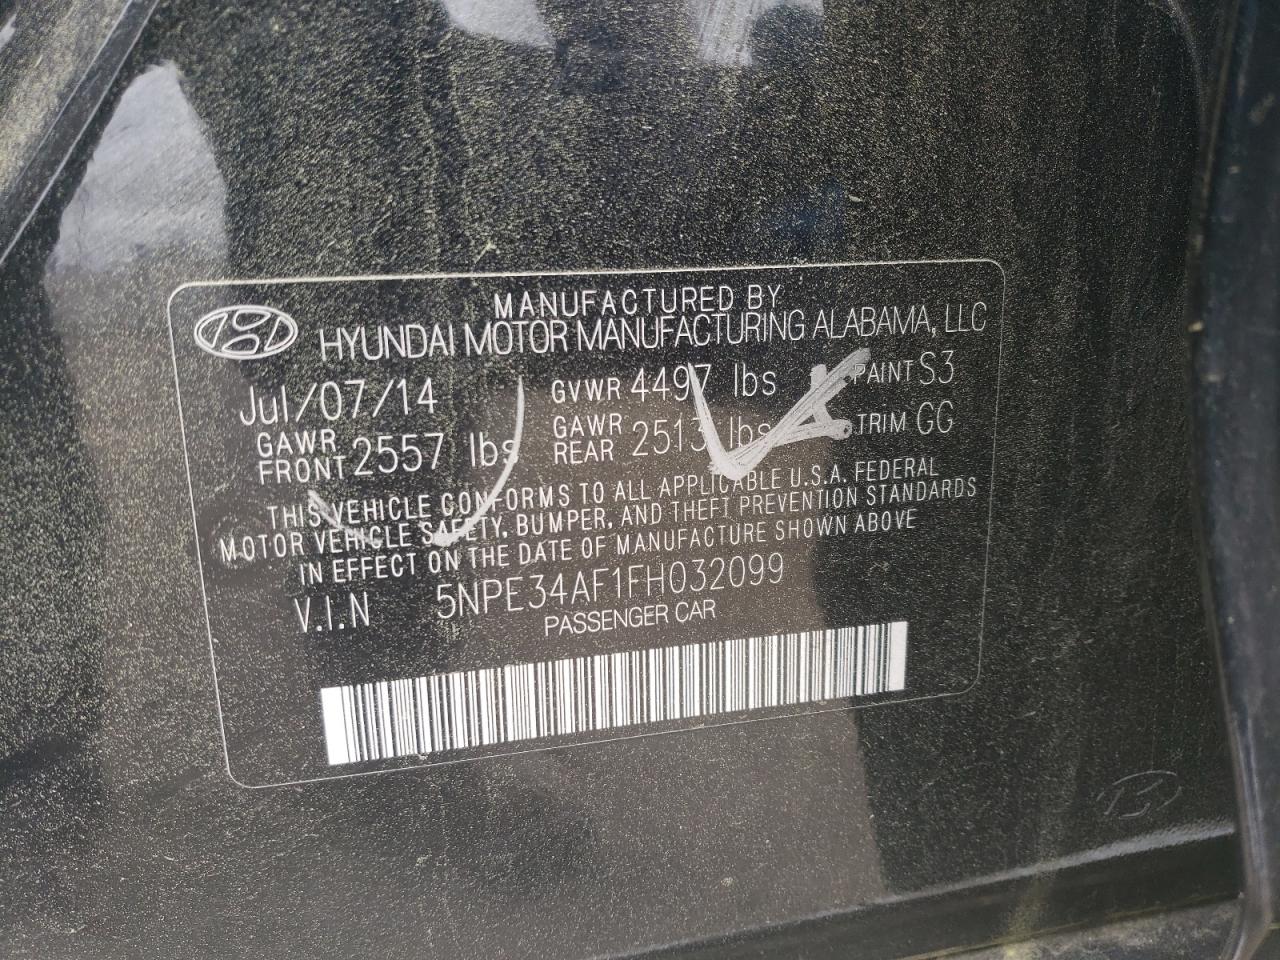 MANUFACTURED BY
HYUNDAI MOTOR MANUFACTURING ALABAMA, LLC
Jul/07/14 GVWR 4497 lbs PAINT S3
GAWR FRONT 2557 lbs GAWR REAR 2513 lbs TRIM GG
THIS VEHICLE CONFORMS TO ALL APPLICABLE U.S.A. FEDERAL
MOTOR VEHICLE SAFETY, BUMPER, AND THEFT PREVENTION STANDARDS
IN EFFECT ON THE DATE OF MANUFACTURE SHOWN ABOVE
V.I.N 5NPE34AF1FH032099
PASSENGER CAR